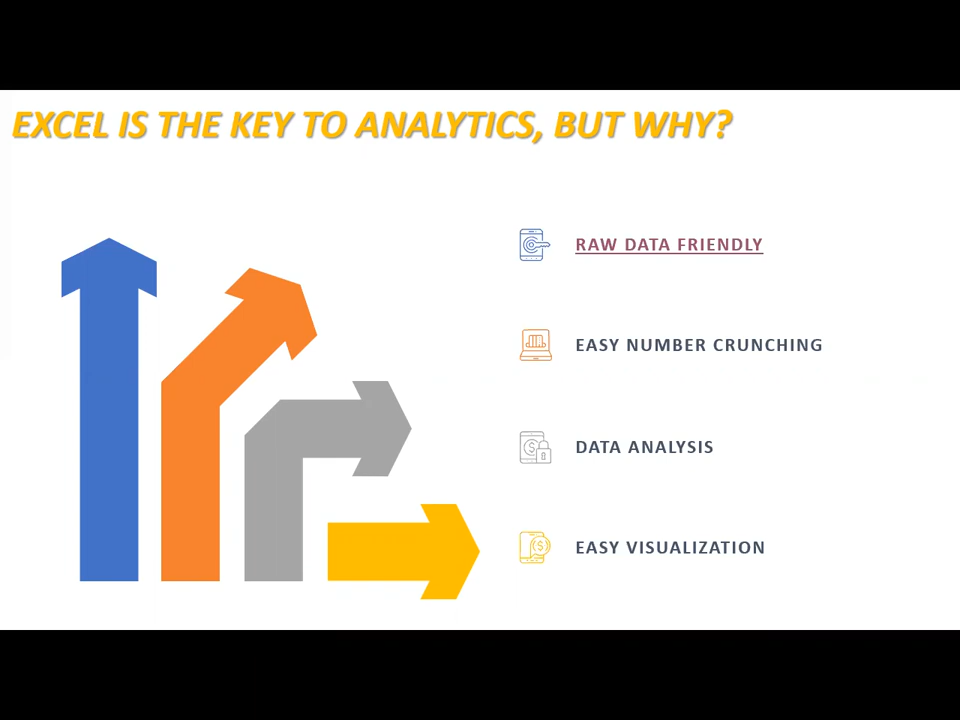 EXCEL IS THE KEY TO ANALYTICS, BUT WHY?
RAW DATA FRIENDLY
EASY NUMBER CRUNCHING
DATA ANALYSIS
EASY VISUALIZATION